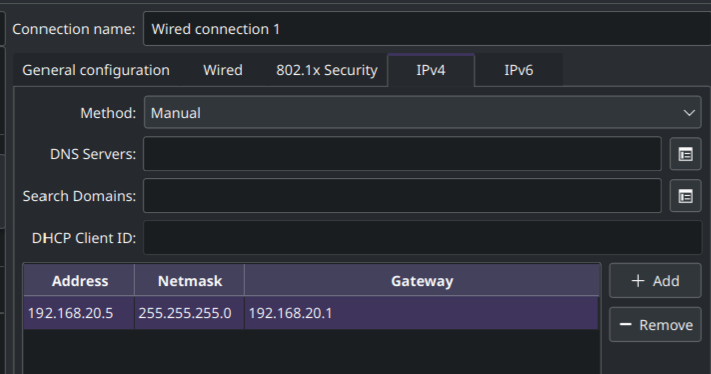 Connection name: Wired connection 1
General configuration Wired 802.1x Security IPv4 IPv6
Method: Manual
DNS Servers:
Search Domains:
DHCP Client ID:
Address Netmask Gateway + Add
192.168.20.5 255.255.255.0 192.168.20.1
− Remove